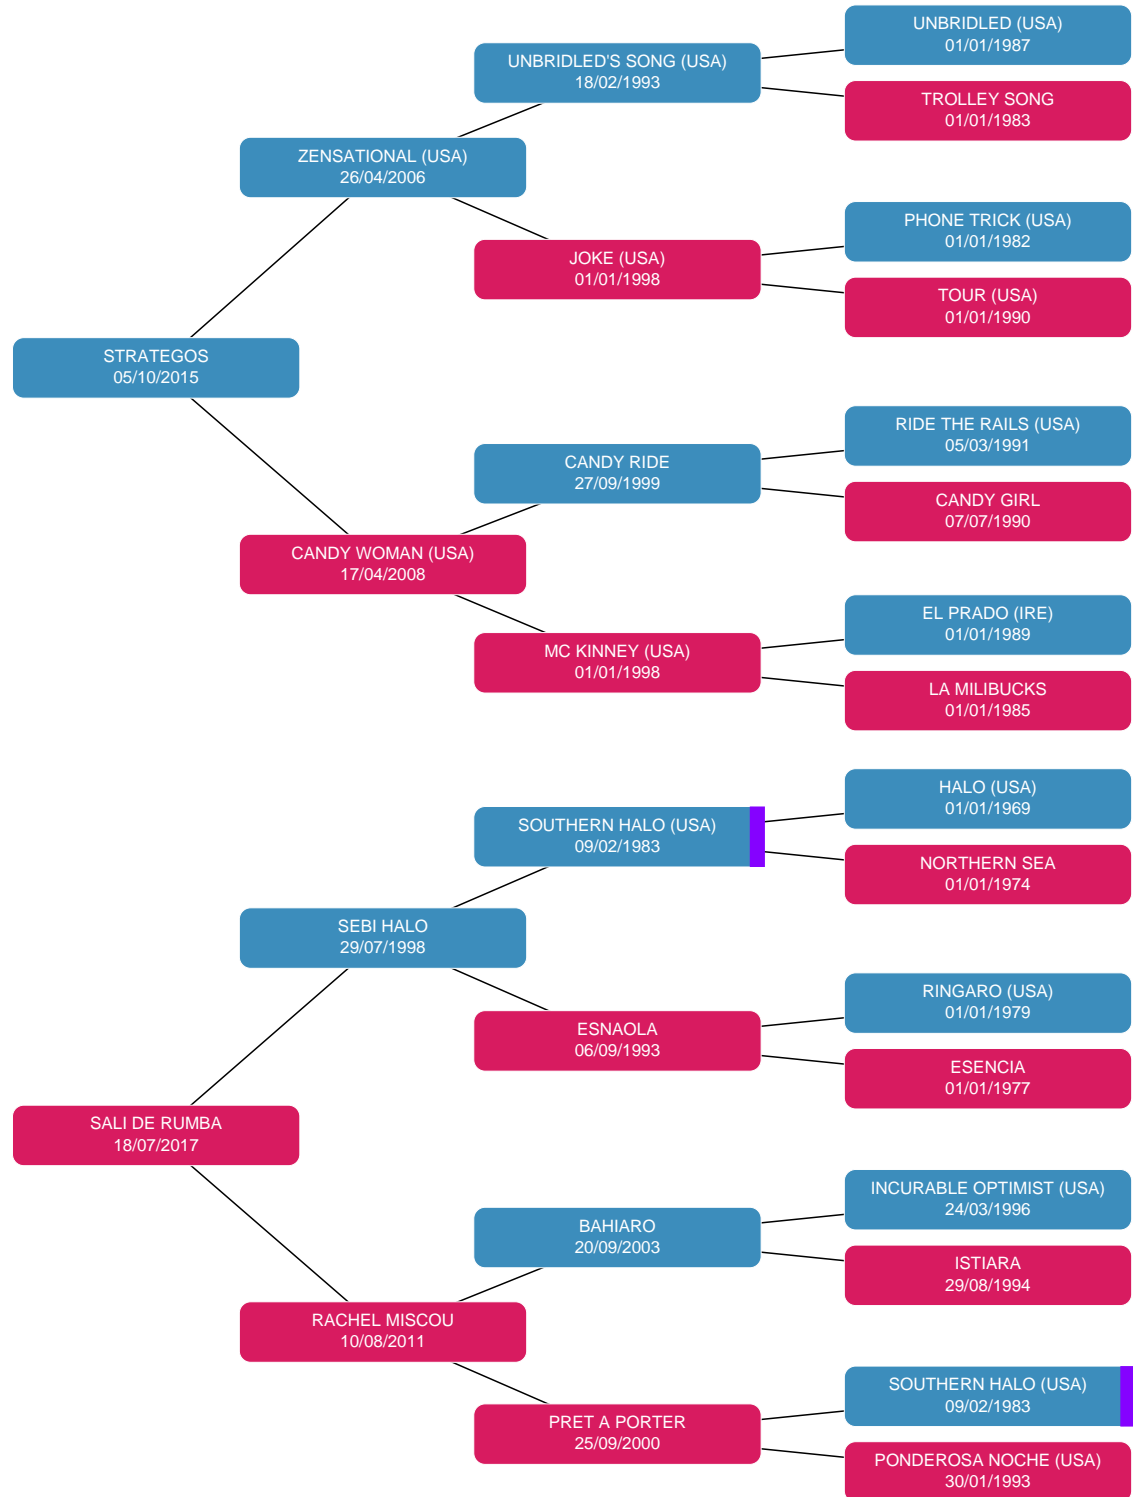 UNBRIDLED (USA)
01/01/1987
UNBRIDLED'S SONG (USA)
18/02/1993
TROLLEY SONG
01/01/1983
ZENSATIONAL (USA)
26/04/2006
PHONE TRICK (USA)
01/01/1982
JOKE (USA)
01/01/1998
TOUR (USA)
01/01/1990
STRATEGOS
05/10/2015
RIDE THE RAILS (USA)
05/03/1991
CANDY RIDE
27/09/1999
CANDY GIRL
07/07/1990
CANDY WOMAN (USA)
17/04/2008
EL PRADO (IRE)
01/01/1989
MC KINNEY (USA)
01/01/1998
LA MILIBUCKS
01/01/1985
HALO (USA)
01/01/1969
SOUTHERN HALO (USA)
09/02/1983
NORTHERN SEA
01/01/1974
SEBI HALO
29/07/1998
RINGARO (USA)
01/01/1979
ESNAOLA
06/09/1993
ESENCIA
01/01/1977
SALI DE RUMBA
18/07/2017
INCURABLE OPTIMIST (USA)
24/03/1996
BAHIARO
20/09/2003
ISTIARA
29/08/1994
RACHEL MISCOU
10/08/2011
SOUTHERN HALO (USA)
09/02/1983
PRET A PORTER
25/09/2000
PONDEROSA NOCHE (USA)
30/01/1993